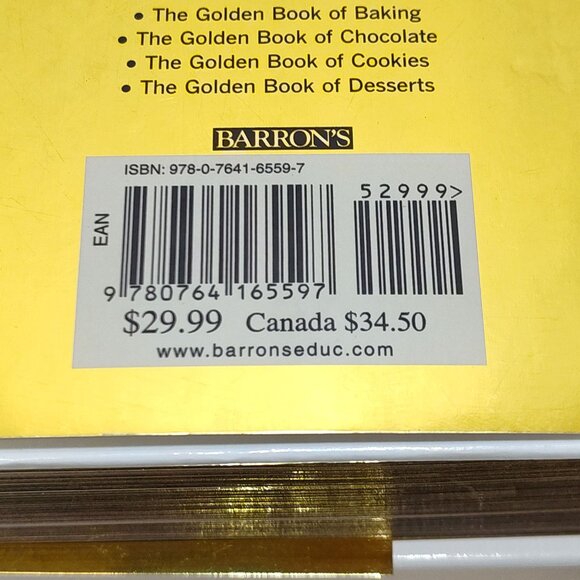 • The Golden Book of Baking
• The Golden Book of Chocolate
• The Golden Book of Cookies
• The Golden Book of Desserts
BARRON'S
ISBN: 978-0-7641-6559-7
52999>
EAN
9 780764 165597
$29.99 Canada $34.50
www.barronseduc.com